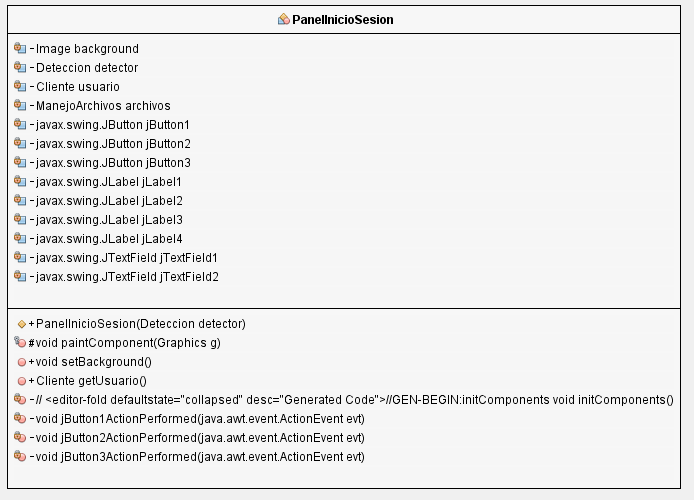 PanelInicioSesion
-Image background
-Deteccion detector
-Cliente usuario
-ManejoArchivos archivos
-javax.swing.JButton jButton1
-javax.swing.JButton jButton2
-javax.swing.JButton jButton3
-javax.swing.JLabel jLabel1
-javax.swing.JLabel jLabel2
-javax.swing.JLabel jLabel3
-javax.swing.JLabel jLabel4
-javax.swing.JTextField jTextField1
-javax.swing.JTextField jTextField2
+PanelInicioSesion(Deteccion detector)
#void paintComponent(Graphics g)
+void setBackground()
+Cliente getUsuario()
-// <editor-fold defaultstate="collapsed" desc="Generated Code">//GEN-BEGIN:initComponents void initComponents()
-void jButton1ActionPerformed(java.awt.event.ActionEvent evt)
-void jButton2ActionPerformed(java.awt.event.ActionEvent evt)
-void jButton3ActionPerformed(java.awt.event.ActionEvent evt)